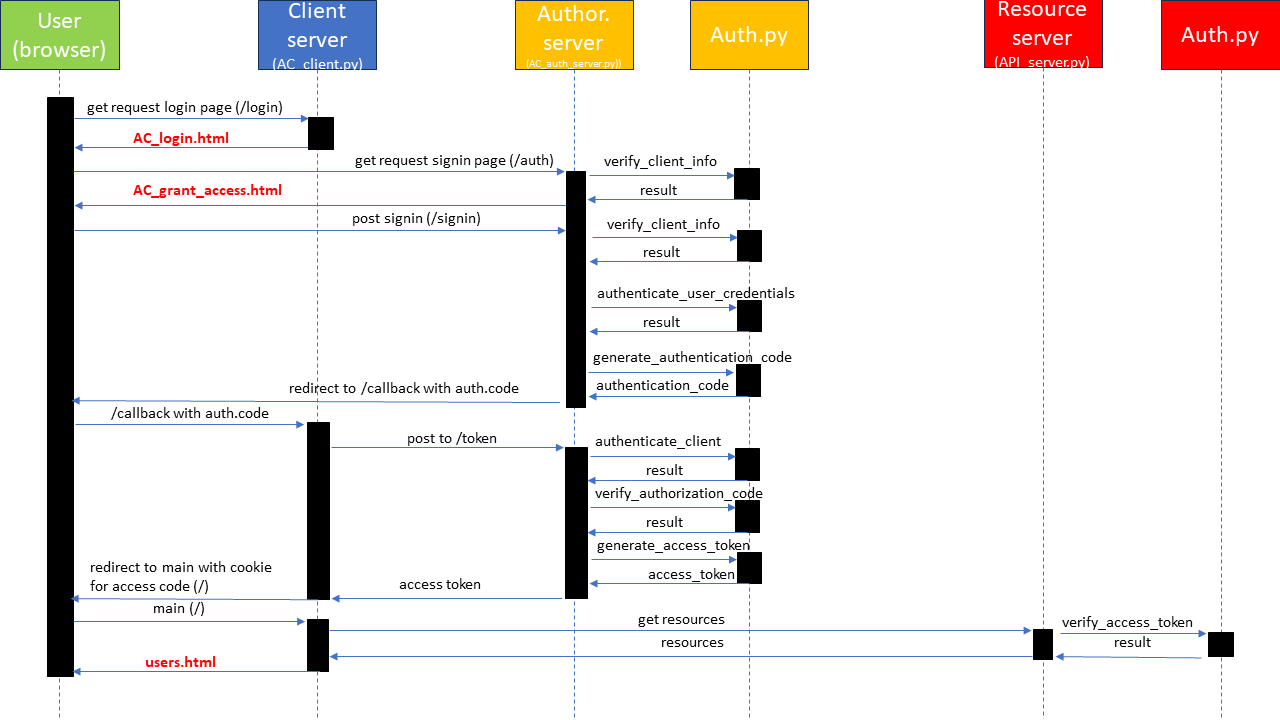 User
(browser)
Client
server
(AC_client.py)
Author.
server
(AC_auth_server.py))
Auth.py
Resource
server
(API_server.py)
Auth.py
get request login page (/login)
AC_login.html
get request signin page (/auth)
verify_client_info
AC_grant_access.html
result
post signin (/signin)
verify_client_info
result
authenticate_user_credentials
result
generate_authentication_code
redirect to /callback with auth.code
authentication_code
/callback with auth.code
post to /token
authenticate_client
result
verify_authorization_code
result
generate_access_token
redirect to main with cookie
for access code (/)
access token
access_token
main (/)
get resources
verify_access_token
resources
result
users.html